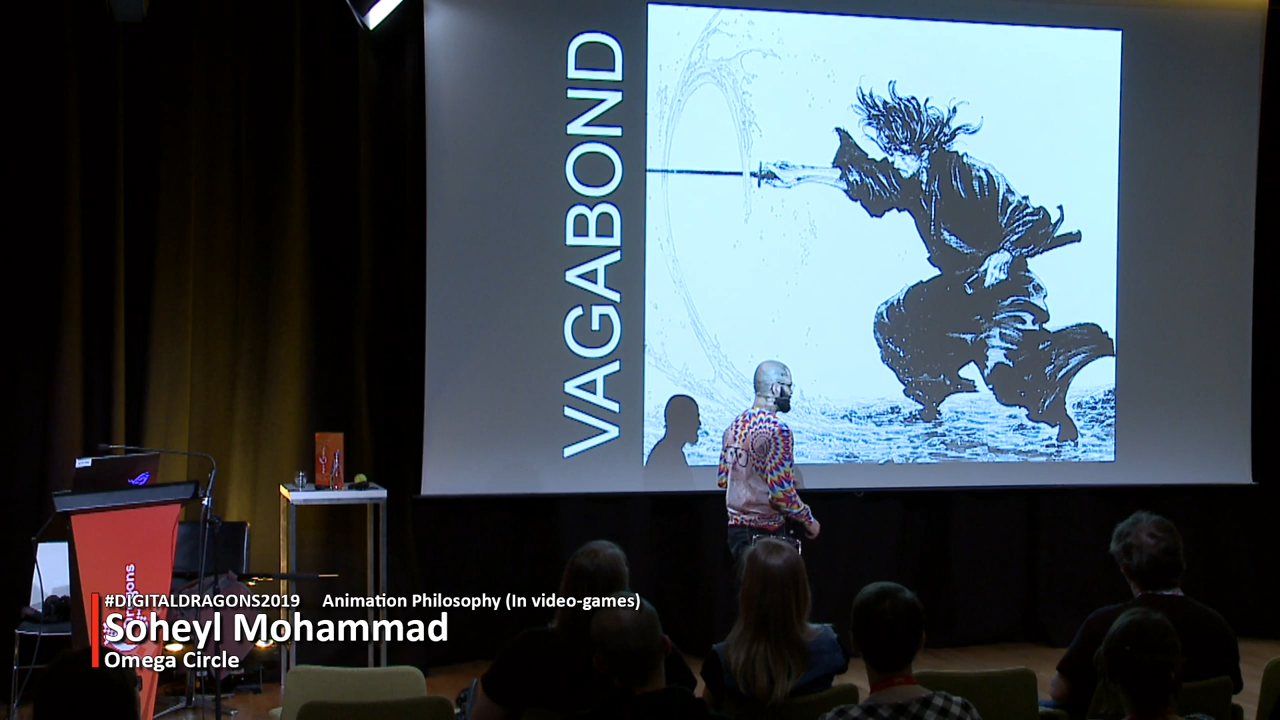 VAGABOND
#DiGITALDRAGONS2019 Animation Philosophy (In video-games)
Soheyl Mohammad
Omega Circle